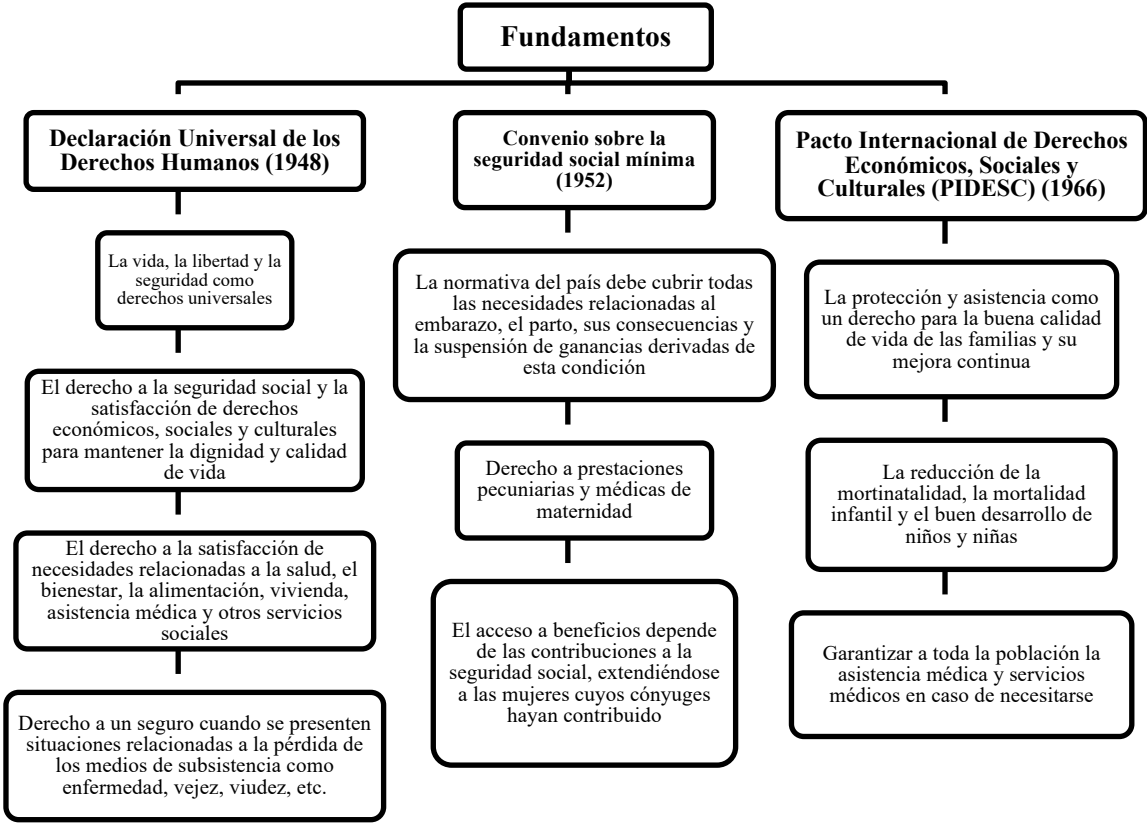 Fundamentos
Declaración Universal de los
Derechos Humanos (1948)
La vida, la libertad y la
seguridad como
derechos universales
El derecho a la seguridad social y la
satisfacción de derechos
económicos, sociales y culturales
para mantener la dignidad y calidad
de vida
El derecho a la satisfacción de
necesidades relacionadas a la salud, el
bienestar, la alimentación, vivienda,
asistencia médica y otros servicios
sociales
Derecho a un seguro cuando se presenten
situaciones relacionadas a la pérdida de
los medios de subsistencia como
enfermedad, vejez, viudez, etc.
Convenio sobre la
seguridad social mínima
(1952)
La normativa del país debe cubrir todas
las necesidades relacionadas al
embarazo, el parto, sus consecuencias y
la suspensión de ganancias derivadas de
esta condición
Derecho a prestaciones
pecuniarias y médicas de
maternidad
El acceso a beneficios depende
de las contribuciones a la
seguridad social, extendiéndose
a las mujeres cuyos cónyuges
hayan contribuido
Pacto Internacional de Derechos
Económicos, Sociales y
Culturales (PIDESC) (1966)
La protección y asistencia como
un derecho para la buena calidad
de vida de las familias y su
mejora continua
La reducción de la
mortinatalidad, la mortalidad
infantil y el buen desarrollo de
niños y niñas
Garantizar a toda la población la
asistencia médica y servicios
médicos en caso de necesitarse